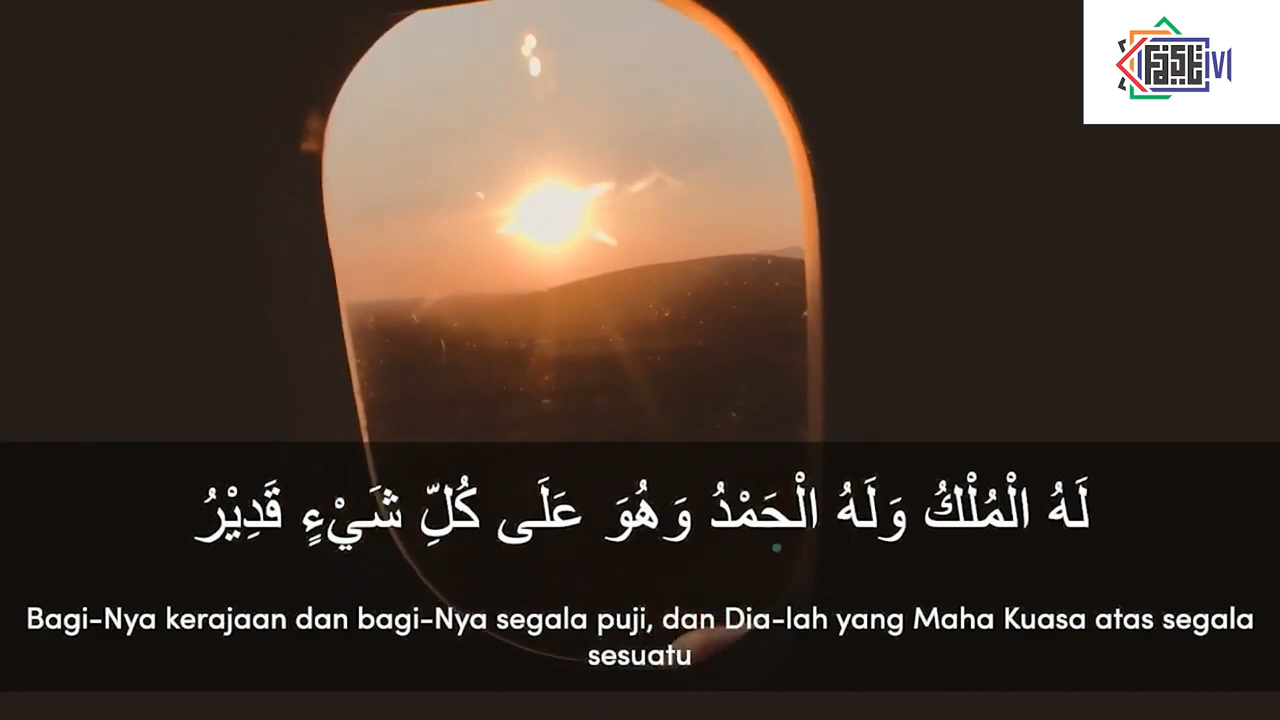 لَهُ الْمُلْكُ وَلَهُ الْحَمْدُ وَهُوَ عَلَى كُلِّ شَيْءٍ قَدِيْرُ
Bagi-Nya kerajaan dan bagi-Nya segala puji, dan Dia-lah yang Maha Kuasa atas segala
sesuatu